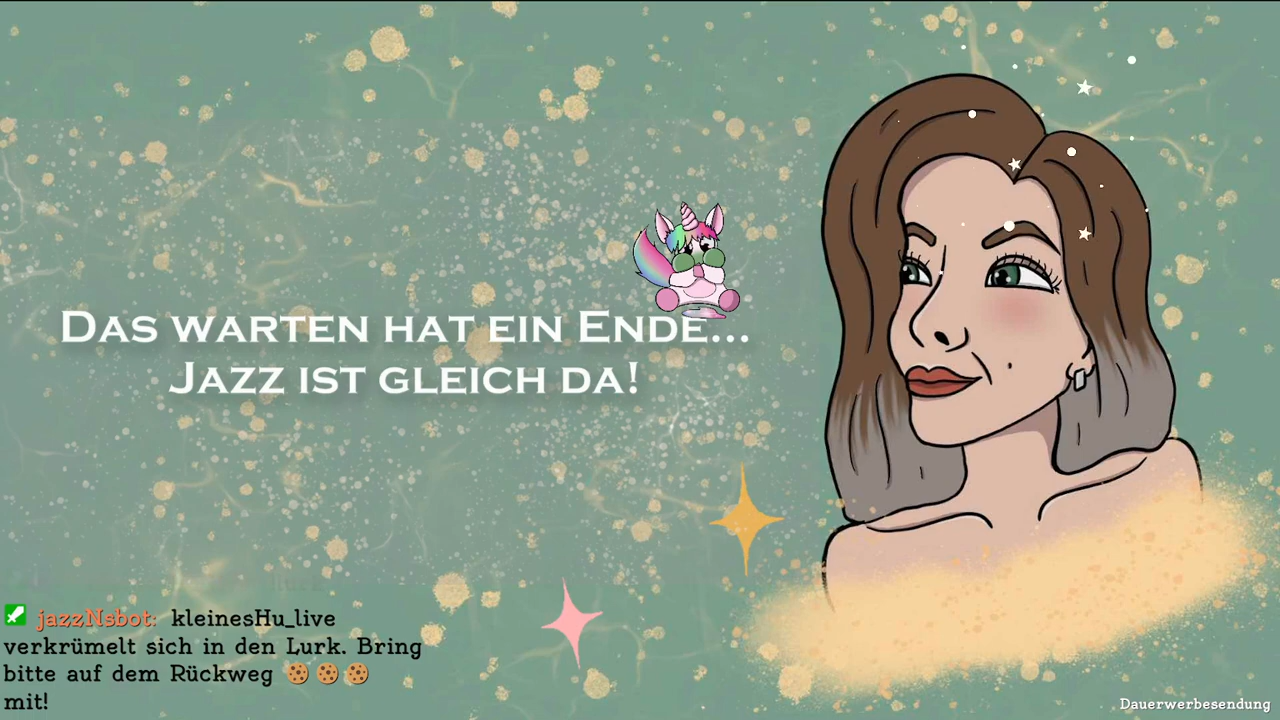 Das warten hat ein Ende...
Jazz ist gleich da!
jazzNsbot: kleinesHu_live
verkrümelt sich in den Lurk. Bring
bitte auf dem Rückweg 🍪🍪🍪
mit!
Dauerwerbesendung